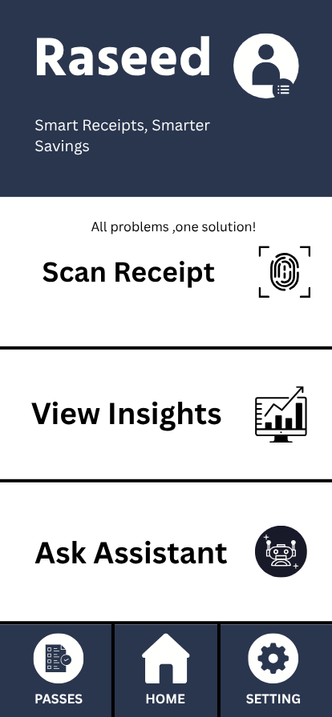 Raseed
Smart Receipts, Smarter
Savings
All problems ,one solution!
Scan Receipt
View Insights
Ask Assistant
PASSES
HOME
SETTING